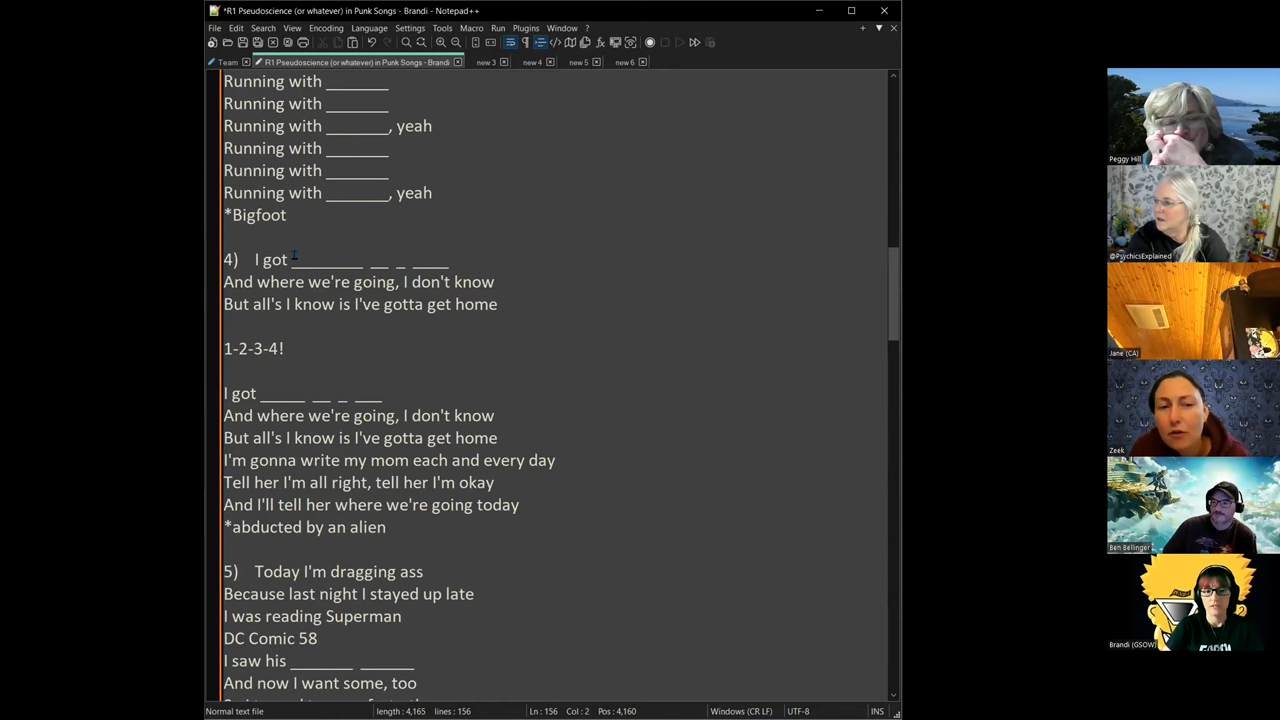 *R1 Pseudoscience (or whatever) in Punk Songs - Brandi - Notepad++
File Edit Search View Encoding Language Settings Tools Macro Run Plugins Window ?
Team R1 Pseudoscience (or whatever) in Punk Songs - Brandi new 3 new 4 new 5 new 6
Running with _______
Running with _______
Running with _______, yeah
Running with _______
Running with _______
Running with _______, yeah
*Bigfoot
4) I got ________ __ _ ____
And where we're going, I don't know
But all's I know is I've gotta get home
1-2-3-4!
I got _____ __ _ ___
And where we're going, I don't know
But all's I know is I've gotta get home
I'm gonna write my mom each and every day
Tell her I'm all right, tell her I'm okay
And I'll tell her where we're going today
*abducted by an alien
5) Today I'm dragging ass
Because last night I stayed up late
I was reading Superman
DC Comic 58
I saw his _______ ______
And now I want some, too
Normal text file length : 4,165 lines : 156 Ln : 156 Col : 2 Pos : 4,160 Windows (CR LF) UTF-8 INS
Peggy Hill
@PsychicsExplained
Jane (CA)
Zeek
Ben Bellinger
Brandi (GSOW)